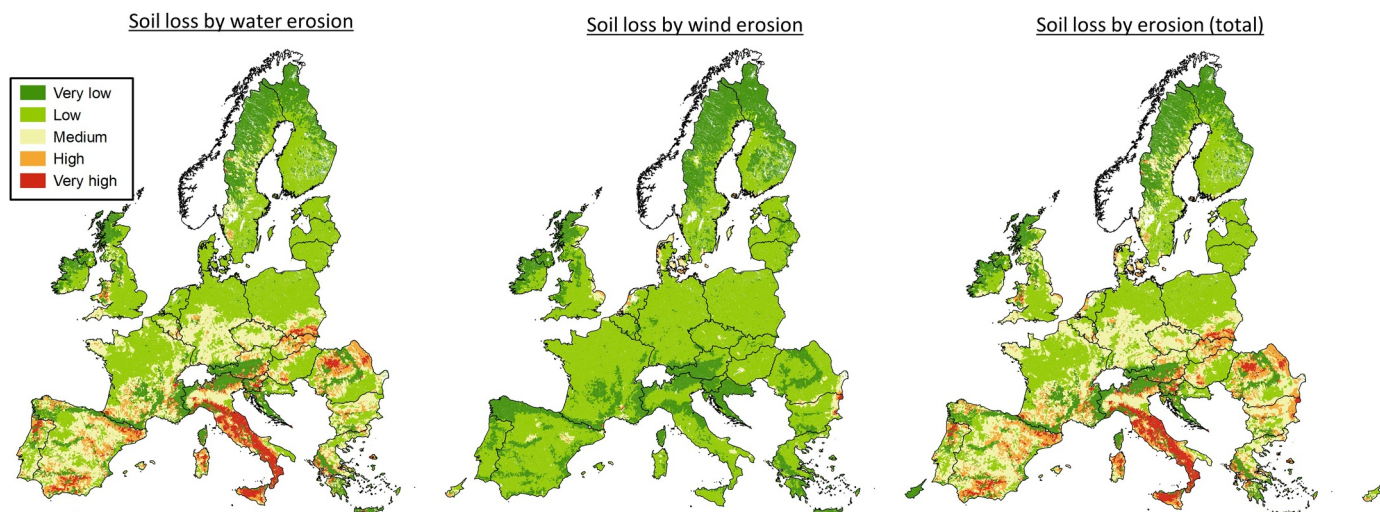 Soil loss by water erosion
Soil loss by wind erosion
Soil loss by erosion (total)
Very low
Low
Medium
High
Very high